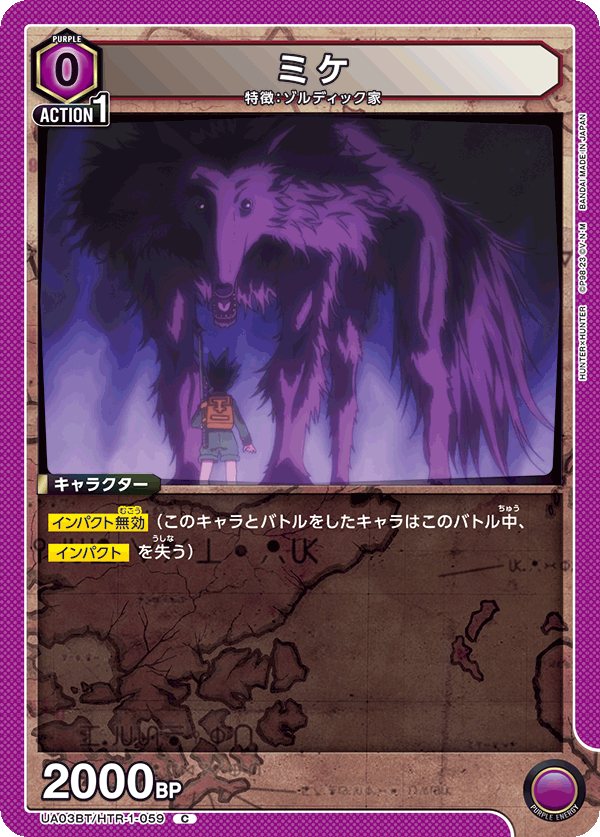 PURPLE
0
ACTION1
ミケ
特徴:ゾルディック家
HUNTER×HUNTER ©P98-23 ©V・N・M BANDAI MADE IN JAPAN
キャラクター
インパクト無効(このキャラとバトルをしたキャラはこのバトル中、
インパクト を失う)
2000BP
UA03BT/HTR-1-059 C
PURPLE ENERGY